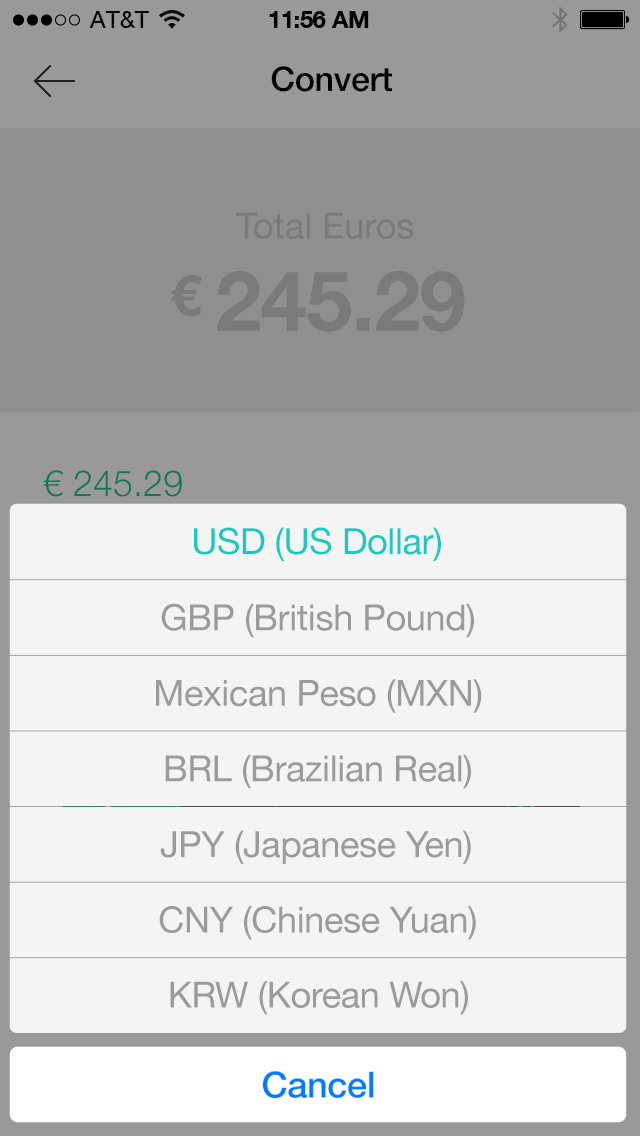 AT&T 11:56 AM
Convert
Total Euros
€ 245.29
€ 245.29
USD (US Dollar)
GBP (British Pound)
Mexican Peso (MXN)
BRL (Brazilian Real)
JPY (Japanese Yen)
CNY (Chinese Yuan)
KRW (Korean Won)
Cancel